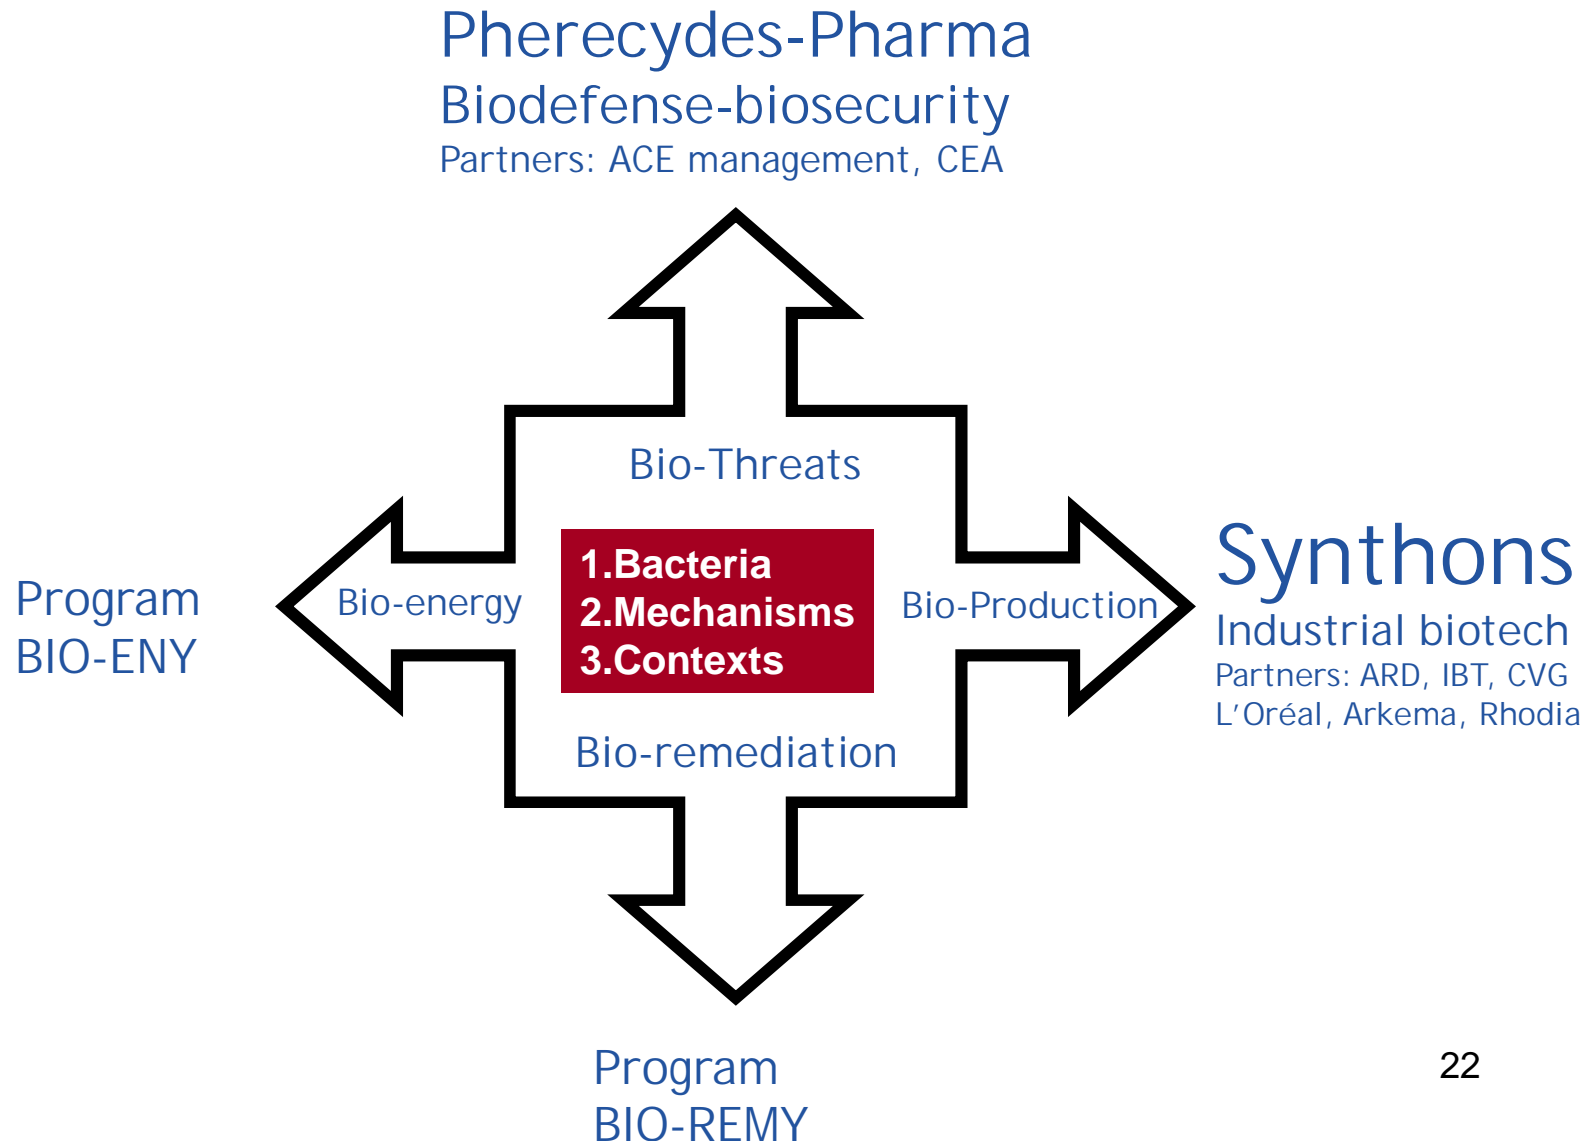 Pherecydes-Pharma
Biodefense-biosecurity
Partners: ACE management, CEA
Bio-Threats
Program
BIO-ENY
Bio-energy
1.Bacteria
2.Mechanisms
3.Contexts
Bio-Production
Synthons
Industrial biotech
Partners: ARD, IBT, CVG
L’Oréal, Arkema, Rhodia
Bio-remediation
Program
BIO-REMY
22